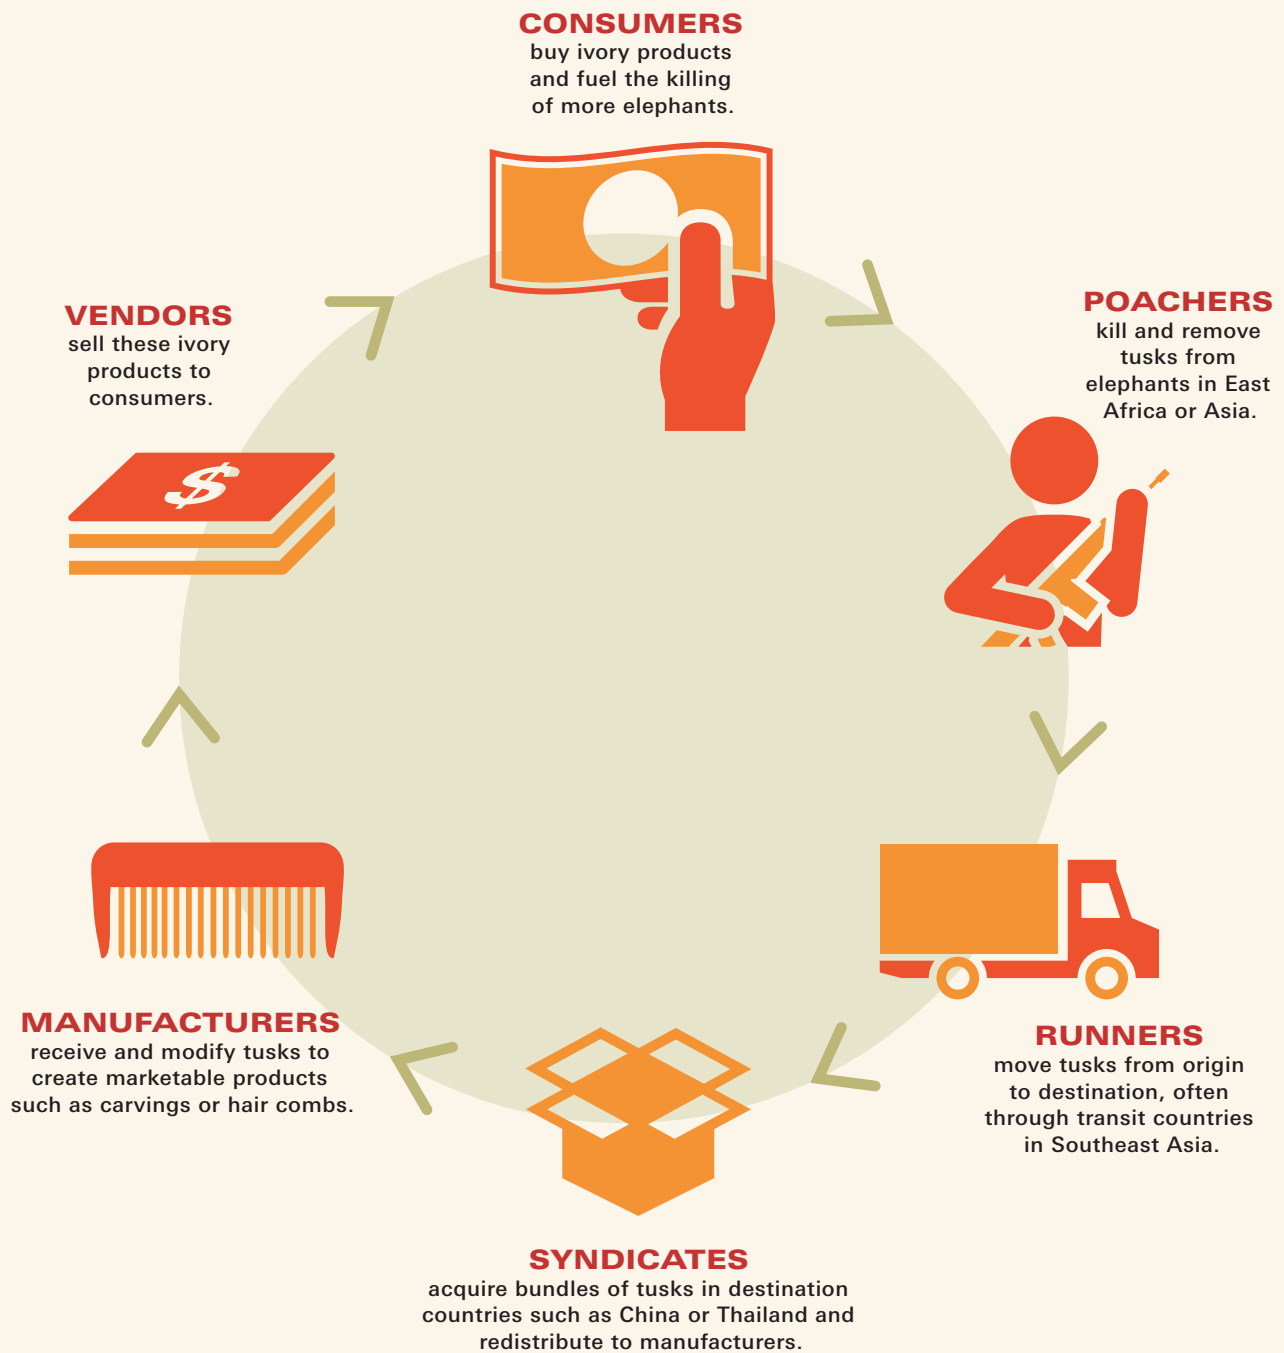 CONSUMERS
buy ivory products
and fuel the killing
of more elephants.
POACHERS
kill and remove
tusks from
elephants in East
Africa or Asia.
RUNNERS
move tusks from origin
to destination, often
through transit countries
in Southeast Asia.
SYNDICATES
acquire bundles of tusks in destination
countries such as China or Thailand and
redistribute to manufacturers.
MANUFACTURERS
receive and modify tusks to
create marketable products
such as carvings or hair combs.
VENDORS
sell these ivory
products to
consumers.
$